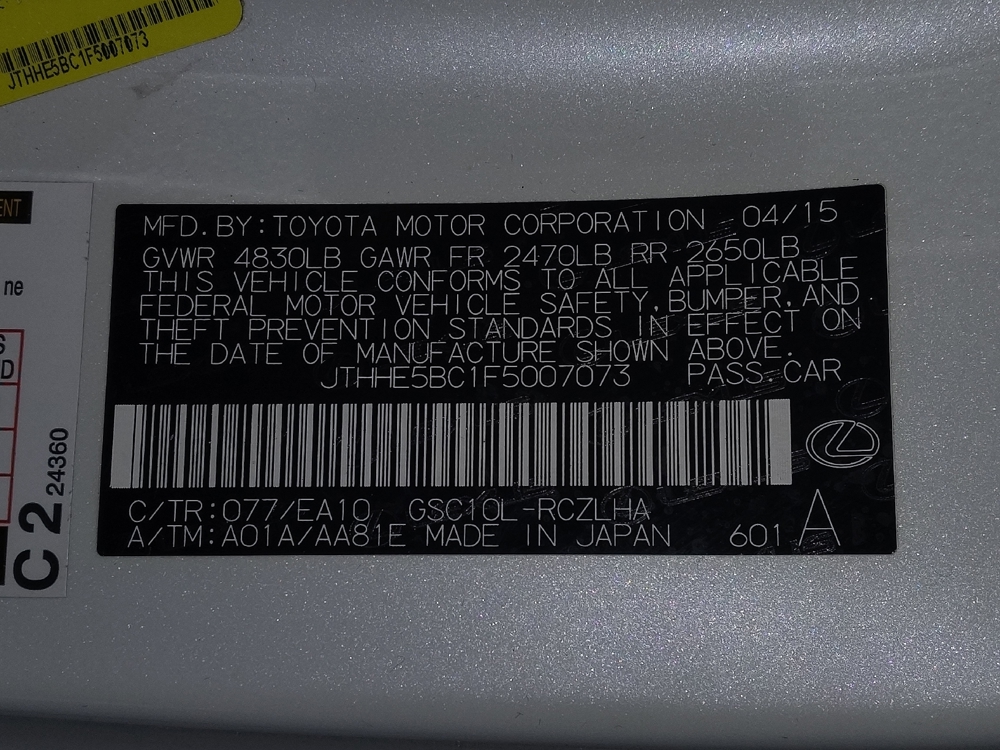 JTHHE5BC1F5007073
ENT
ne
S
D
C 2 24360
MFD. BY: TOYOTA MOTOR CORPORATION 04/15
GVWR 4830LB GAWR FR 2470LB RR 2650LB
THIS VEHICLE CONFORMS TO ALL APPLICABLE
FEDERAL MOTOR VEHICLE SAFETY, BUMPER, AND
THEFT PREVENTION STANDARDS IN EFFECT ON
THE DATE OF MANUFACTURE SHOWN ABOVE.
JTHHE5BC1F5007073 PASS. CAR
C/TR: 077/EA10 GSC10L-RCZLHA
A/TM: A01A/AA81E MADE IN JAPAN 601 A